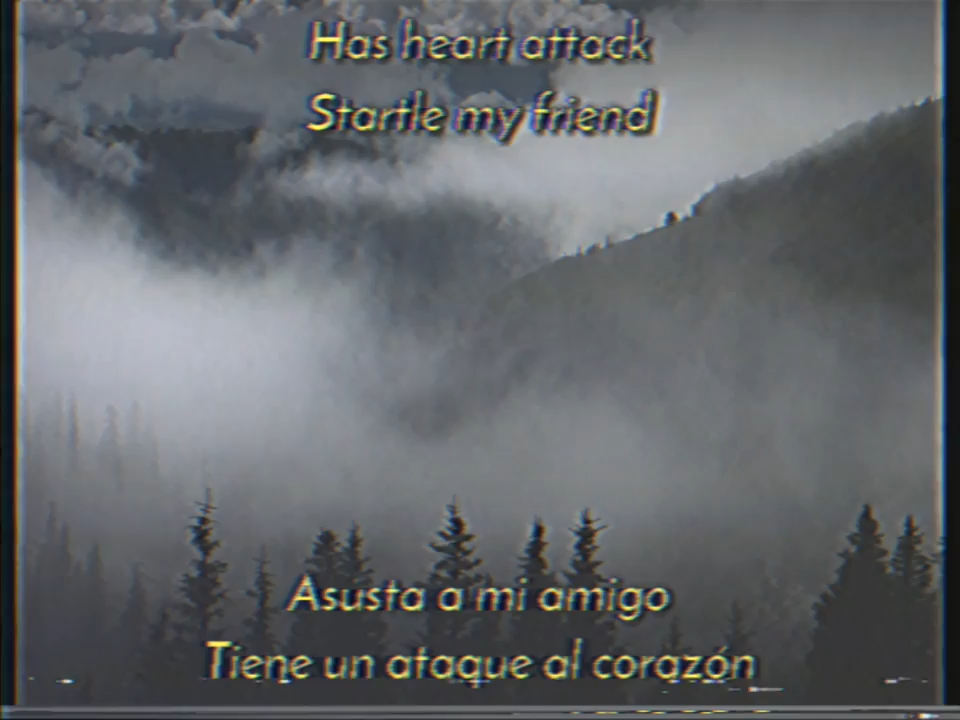 Has heart attack
Startle my friend
Asusta a mi amigo
Tiene un ataque al corazón